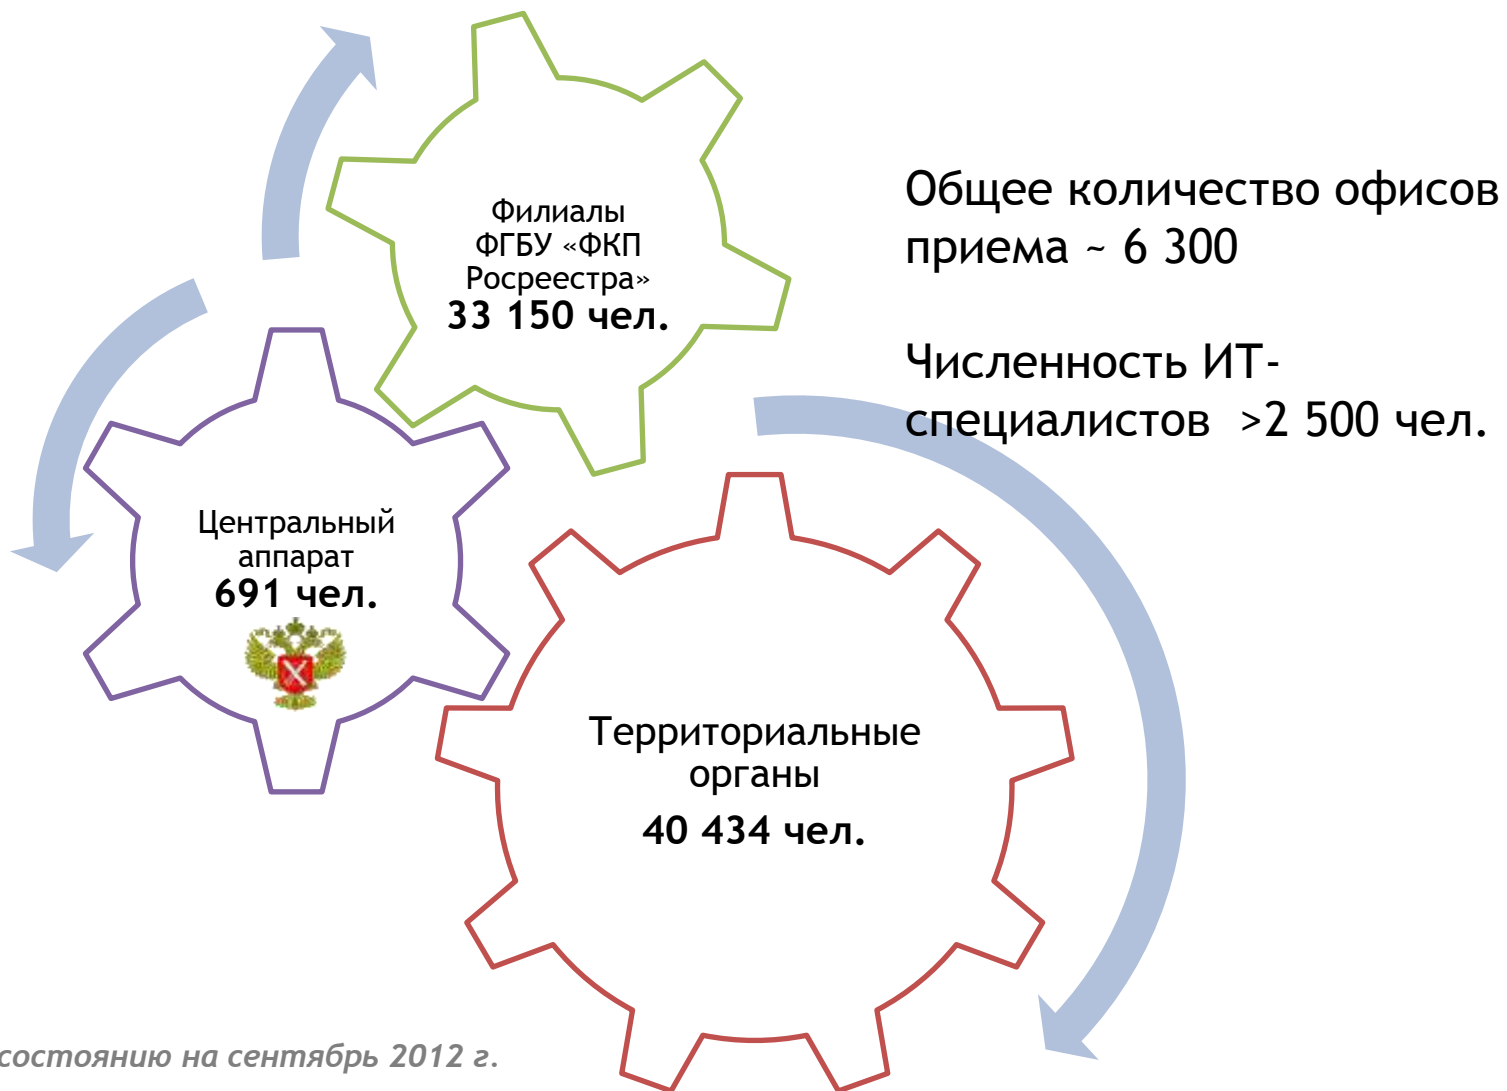 Филиалы
ФГБУ «ФКП
Росреестра»
33 150 чел.
Общее количество офисов
приема ~ 6 300
Численность ИТ-
специалистов >2 500 чел.
Центральный
аппарат
691 чел.
Территориальные
органы
40 434 чел.
состоянию на сентябрь 2012 г.